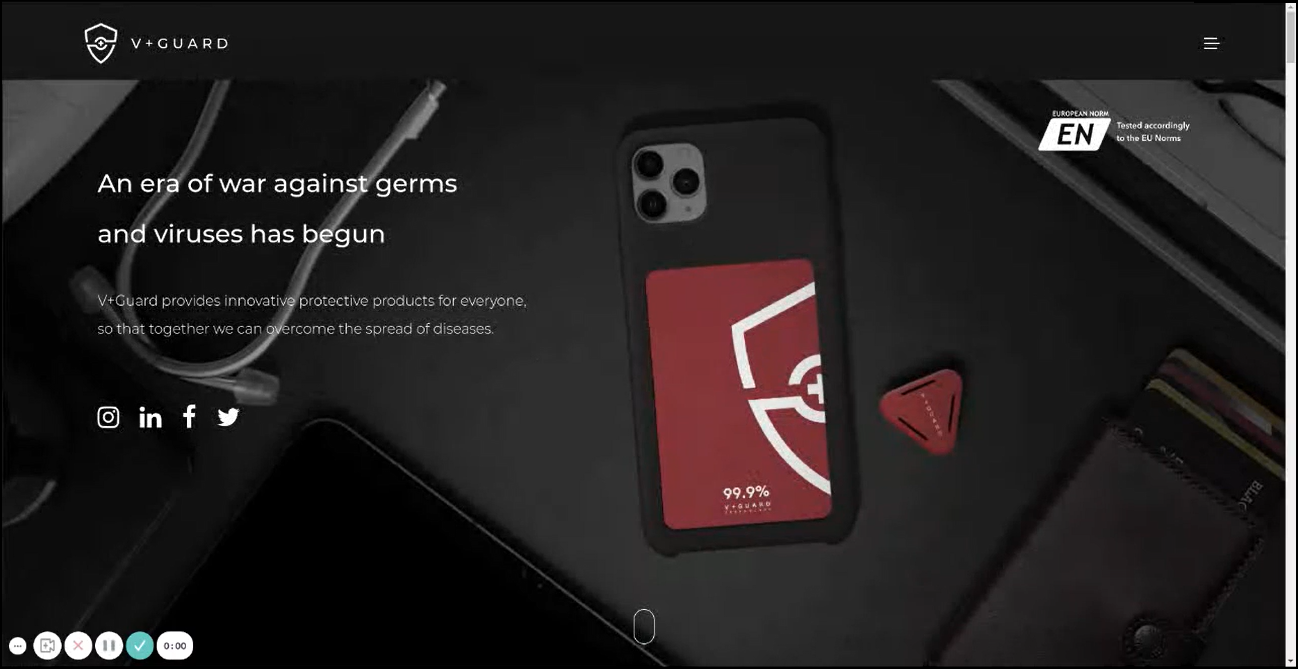 V+GUARD
EUROPEAN NORM
EN
Tested accordingly
to the EU Norms
An era of war against germs
and viruses has begun
V+Guard provides innovative protective products for everyone,
so that together we can overcome the spread of diseases.
99.9%
V+GUARD
V+GUARD
0:00